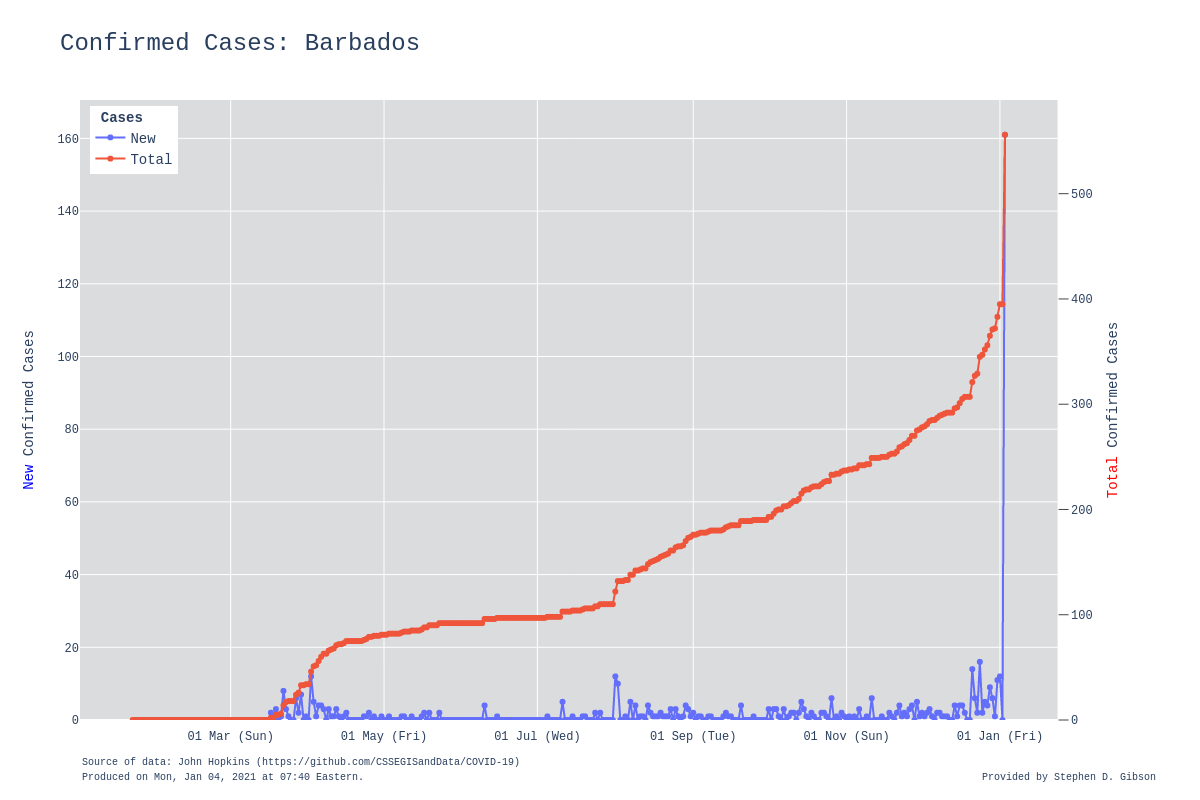 Confirmed Cases: Barbados
Cases
New
Total
160
140
120
100
80
60
40
20
0
New Confirmed Cases
500
400
300
200
100
0
Total Confirmed Cases
01 Mar (Sun)
01 May (Fri)
01 Jul (Wed)
01 Sep (Tue)
01 Nov (Sun)
01 Jan (Fri)
Source of data: John Hopkins (https://github.com/CSSEGISandData/COVID-19)
Produced on Mon, Jan 04, 2021 at 07:40 Eastern.
Provided by Stephen D. Gibson